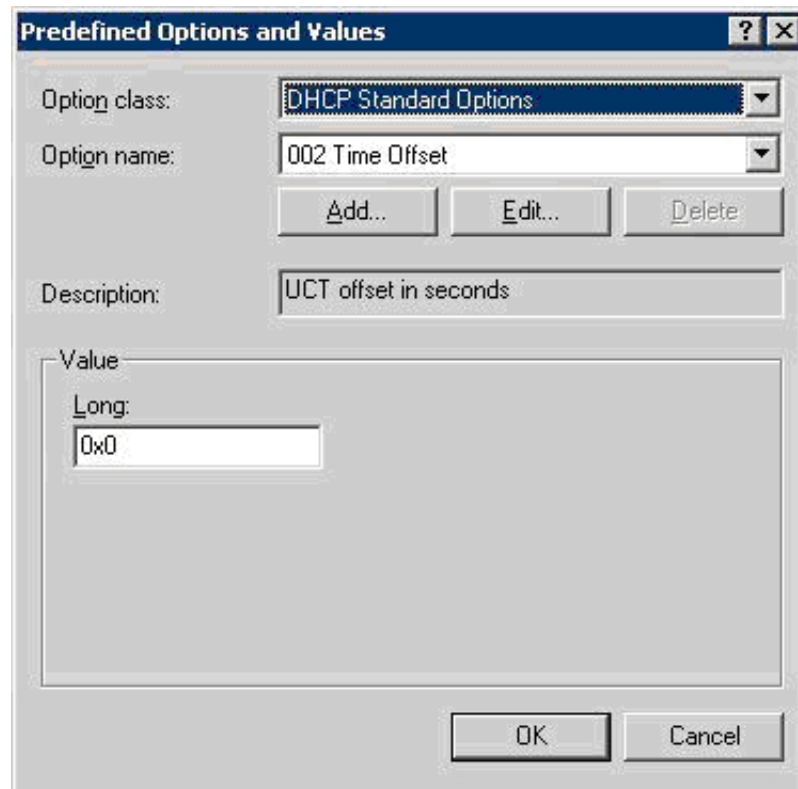 Predefined Options and Values
Option class: DHCP Standard Options
Option name: 002 Time Offset
Add... Edit... Delete
Description: UCT offset in seconds
Value
Long:
0x0
OK Cancel